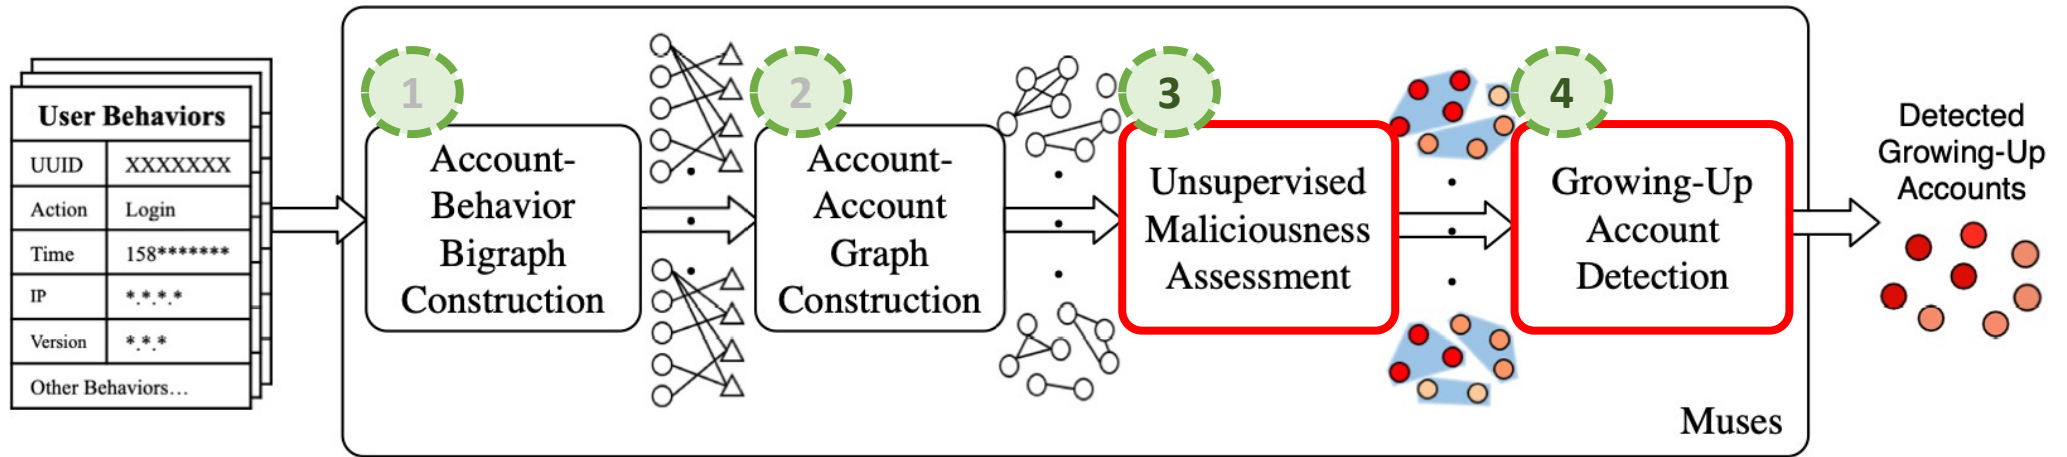 User Behaviors
UUID XXXXXXX
Action Login
Time 158*******
IP *.*.*.*
Version *.*.*
Other Behaviors…
1
Account-
Behavior
Bigraph
Construction
2
Account-
Account
Graph
Construction
3
Unsupervised
Maliciousness
Assessment
4
Growing-Up
Account
Detection
Muses
Detected
Growing-Up
Accounts